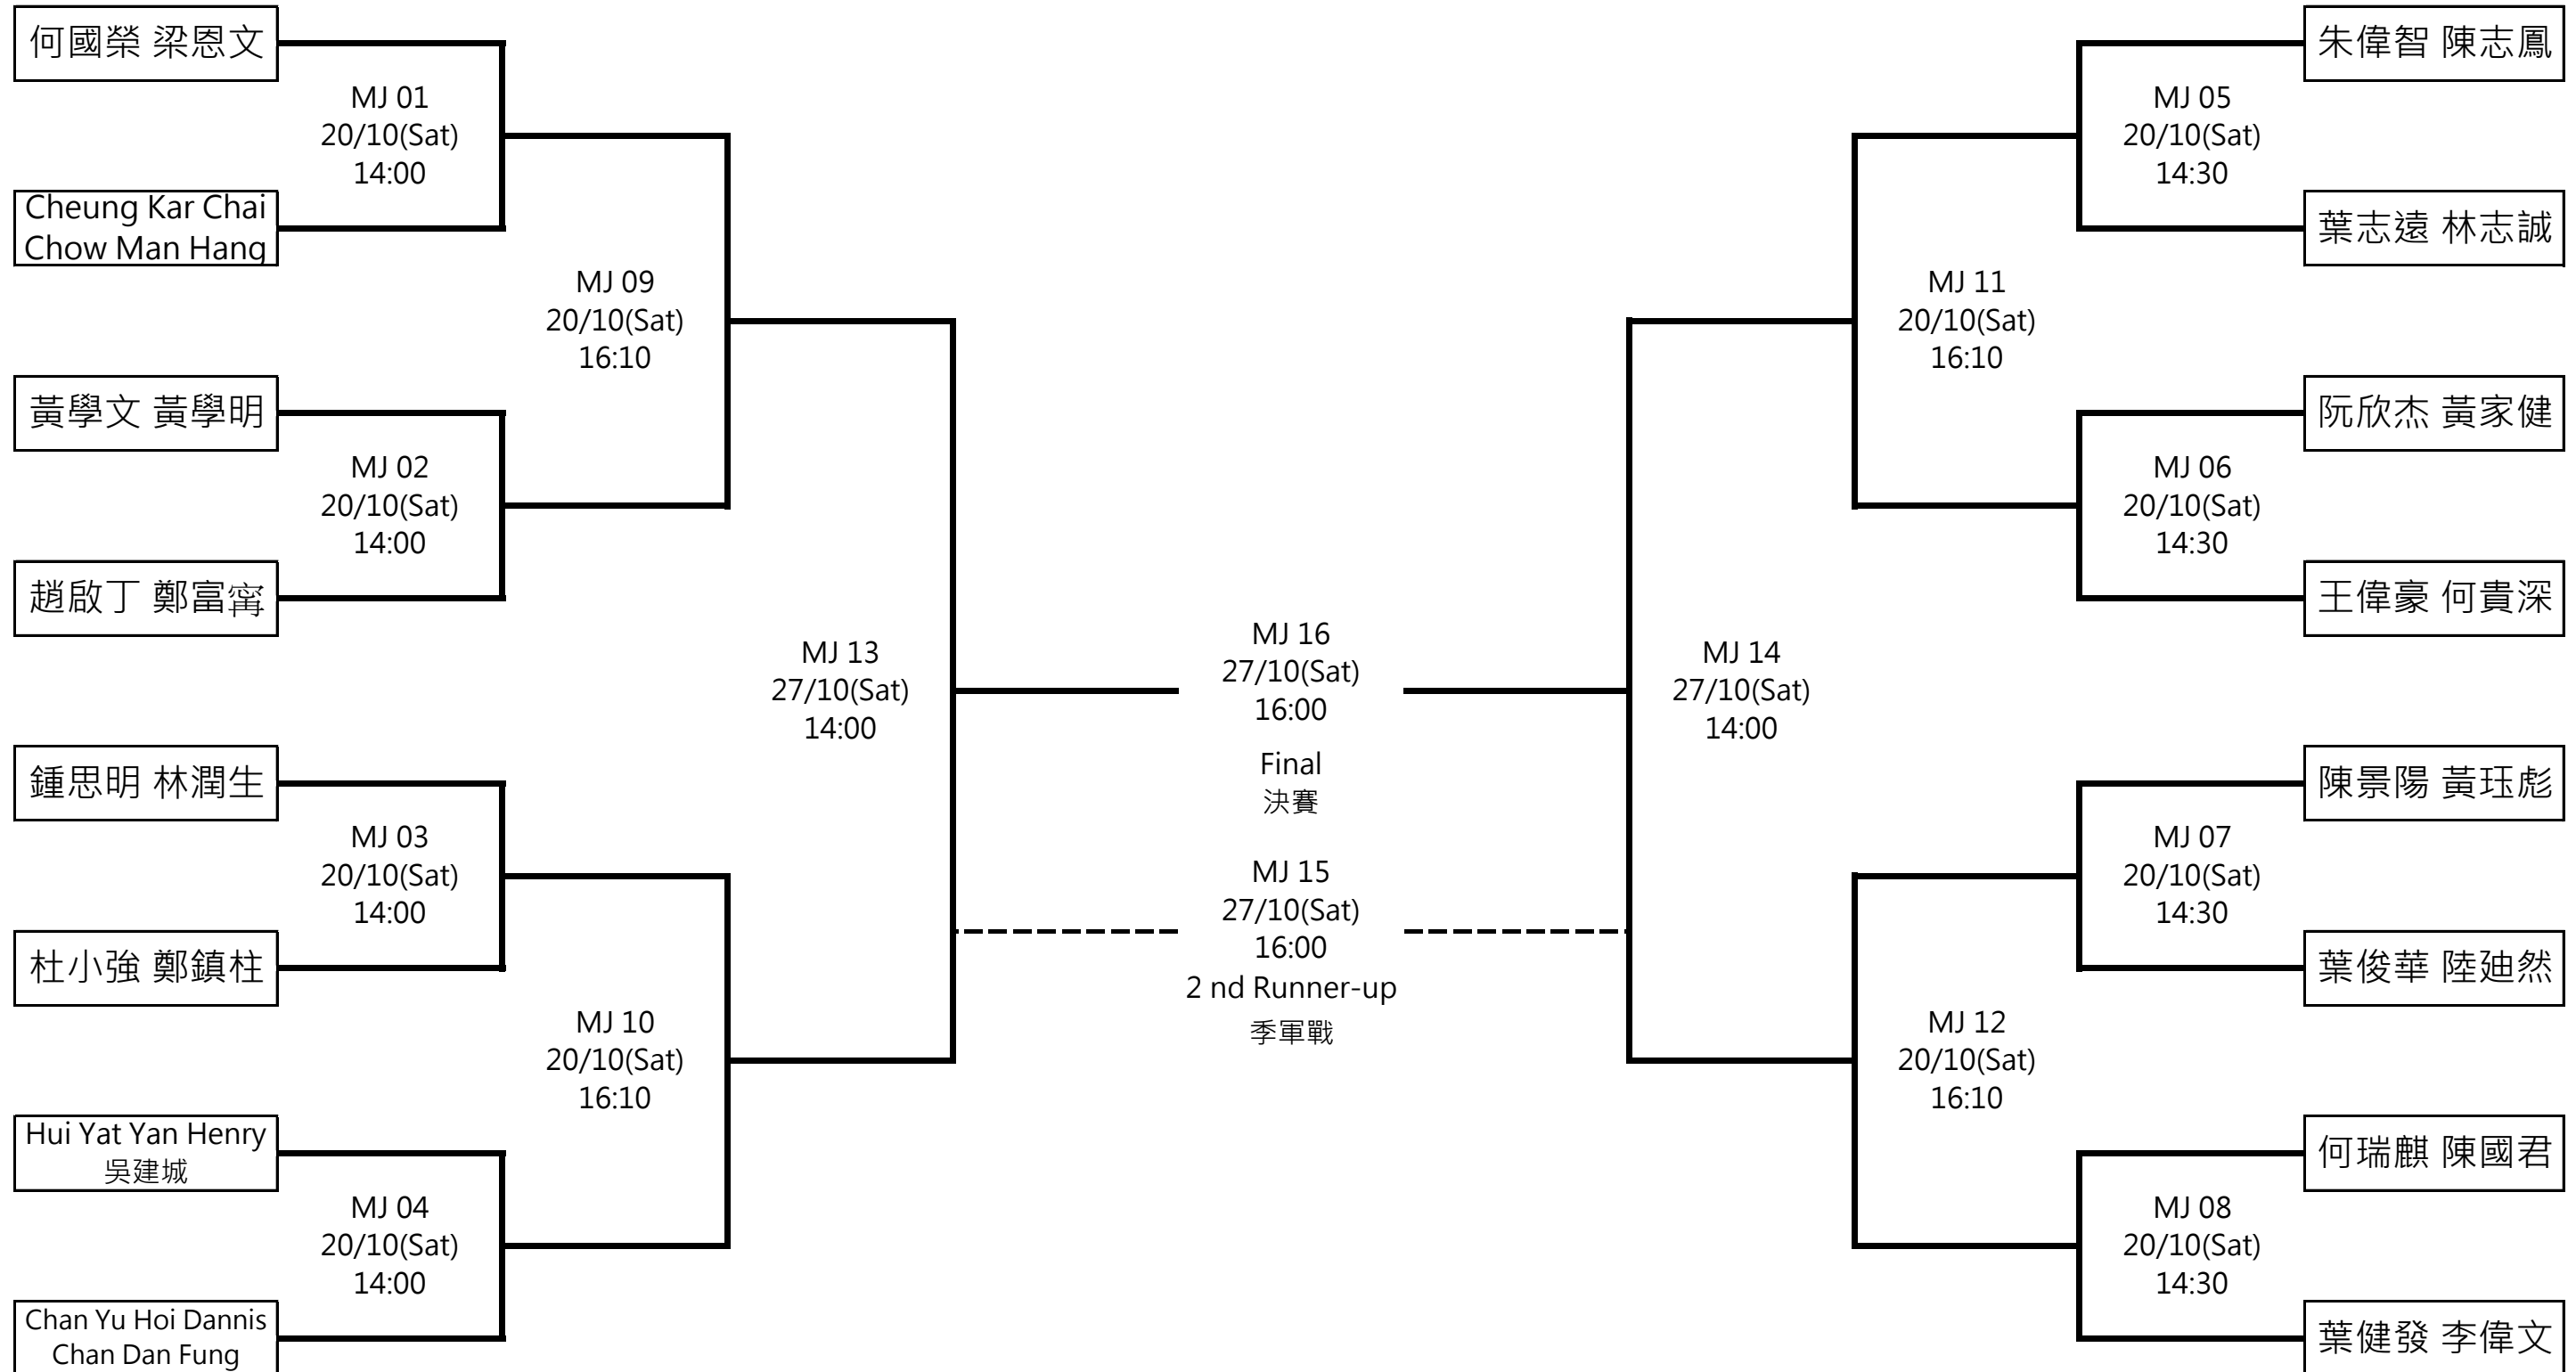 何國榮 梁恩文
MJ 01
20/10(Sat)
14:00
Cheung Kar Chai
Chow Man Hang
MJ 09
20/10(Sat)
16:10
黃學文 黃學明
MJ 02
20/10(Sat)
14:00
趙啟丁 鄭富寗
MJ 13
27/10(Sat)
14:00
鍾思明 林潤生
MJ 03
20/10(Sat)
14:00
杜小強 鄭鎮柱
MJ 10
20/10(Sat)
16:10
Hui Yat Yan Henry
吳建城
MJ 04
20/10(Sat)
14:00
Chan Yu Hoi Dannis
Chan Dan Fung
MJ 16
27/10(Sat)
16:00
Final
決賽
MJ 15
27/10(Sat)
16:00
2 nd Runner-up
季軍戰
朱偉智 陳志鳳
MJ 05
20/10(Sat)
14:30
葉志遠 林志誠
MJ 11
20/10(Sat)
16:10
阮欣杰 黃家健
MJ 06
20/10(Sat)
14:30
王偉豪 何貴深
MJ 14
27/10(Sat)
14:00
陳景陽 黃珏彪
MJ 07
20/10(Sat)
14:30
葉俊華 陸廸然
MJ 12
20/10(Sat)
16:10
何瑞麒 陳國君
MJ 08
20/10(Sat)
14:30
葉健發 李偉文